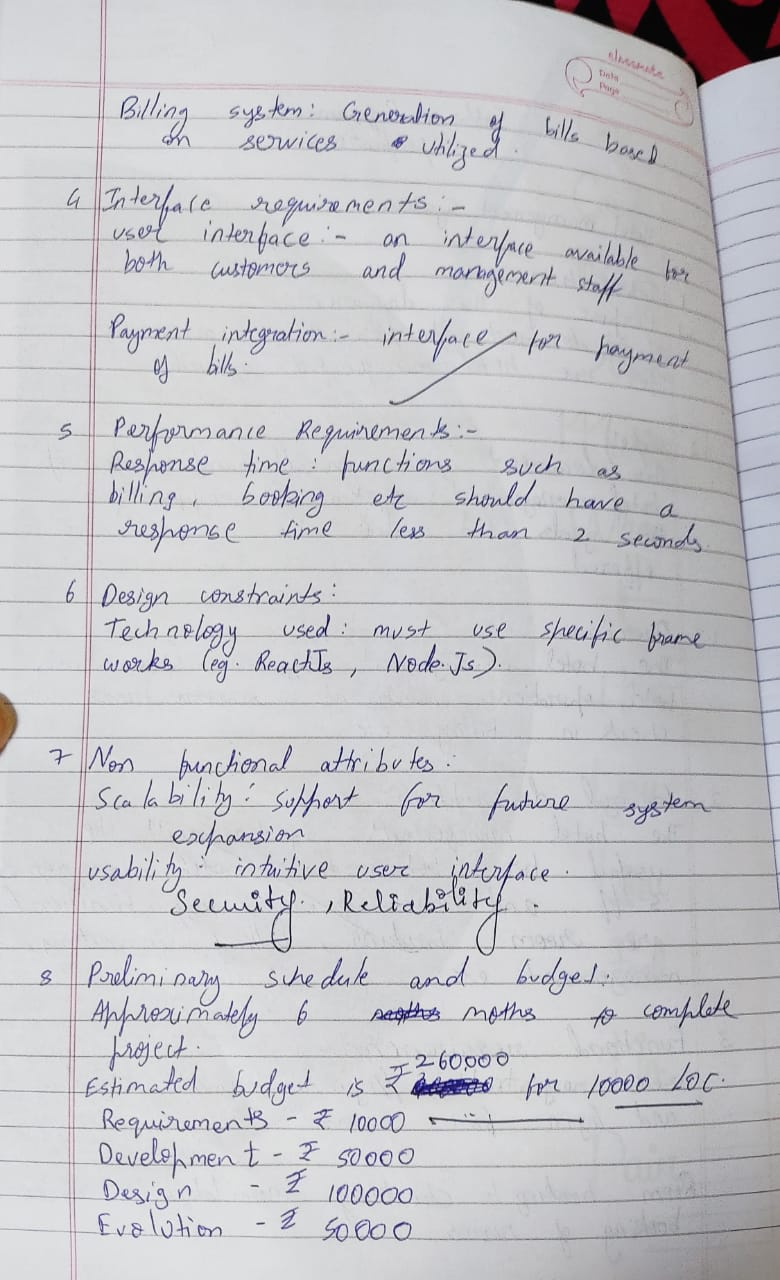 classmate
Date
Page
Billing system: Generation of bills based
on services utilized.
4 Interface requirements:-
user interface:- an interface available for
both customers and management staff
Payment integration:- interface for payment
of bills.
5 Performance Requirements:-
Response time: functions such as
billing, booking etc should have a
response time less than 2 seconds.
6 Design constraints:
Technology used: must use specific frame
works (eg. ReactJs, Node.Js).
7 Non functional attributes:
Scalability: support for future system
expansion
usability: intuitive user interface.
Security., Reliability.
8 Preliminary schedule and budget:
Approximately 6 moths to complete
project.
Estimated budget is ₹ 260000 for 10000 LOC.
Requirements - ₹ 10000
Development - ₹ 50000
Design - ₹ 100000
Evolution - ₹ 50000